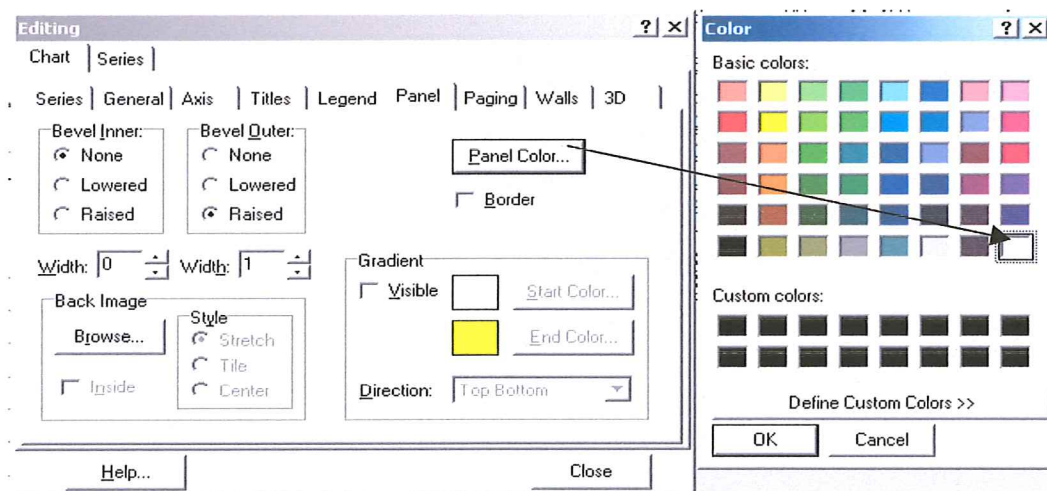 Editing
Chart Series
Series General Axis Titles Legend Panel Paging Walls 3D
Bevel Inner:
None
Lowered
Raised
Bevel Outer:
None
Lowered
Raised
Panel Color...
Border
Width: 0
Width: 1
Back Image
Browse...
Inside
Style
Stretch
Tile
Center
Gradient
Visible
Start Color...
End Color...
Direction: Top Bottom
Help...
Close
Color
Basic colors:
Custom colors:
Define Custom Colors >>
OK Cancel